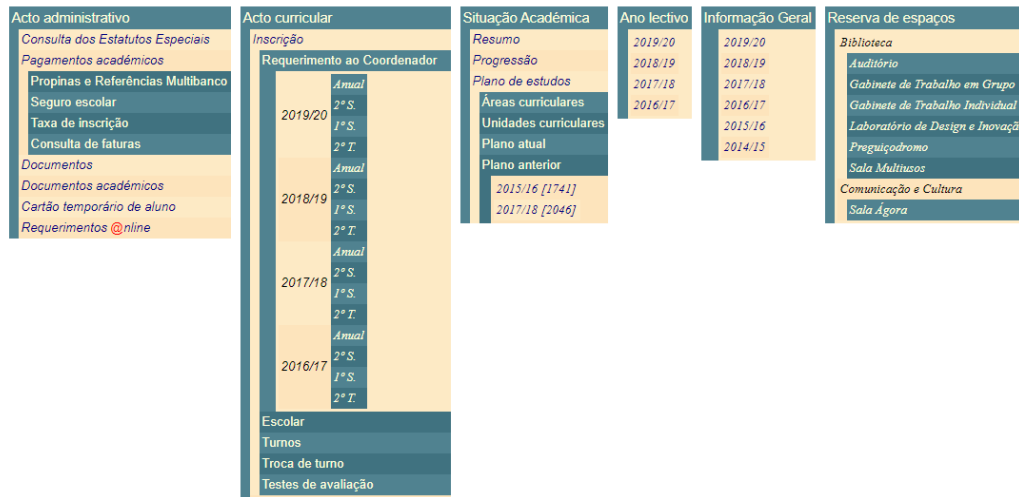 Acto administrativo
Consulta dos Estatutos Especiais
Pagamentos académicos
Propinas e Referências Multibanco
Seguro escolar
Taxa de inscrição
Consulta de faturas
Documentos
Documentos académicos
Cartão temporário de aluno
Requerimentos @nline
Acto curricular
Inscrição
Requerimento ao Coordenador
2019/20
Anual
2º S.
1º S.
2º T.
2018/19
Anual
2º S.
1º S.
2º T.
2017/18
Anual
2º S.
1º S.
2º T.
2016/17
Anual
2º S.
1º S.
2º T.
Escolar
Turnos
Troca de turno
Testes de avaliação
Situação Académica
Resumo
Progressão
Plano de estudos
Áreas curriculares
Unidades curriculares
Plano atual
Plano anterior
2015/16 [1741]
2017/18 [2046]
Ano lectivo
2019/20
2018/19
2017/18
2016/17
Informação Geral
2019/20
2018/19
2017/18
2016/17
2015/16
2014/15
Reserva de espaços
Biblioteca
Auditório
Gabinete de Trabalho em Grupo
Gabinete de Trabalho Individual
Laboratório de Design e Inovaçã
Preguiçodromo
Sala Multiusos
Comunicação e Cultura
Sala Ágora